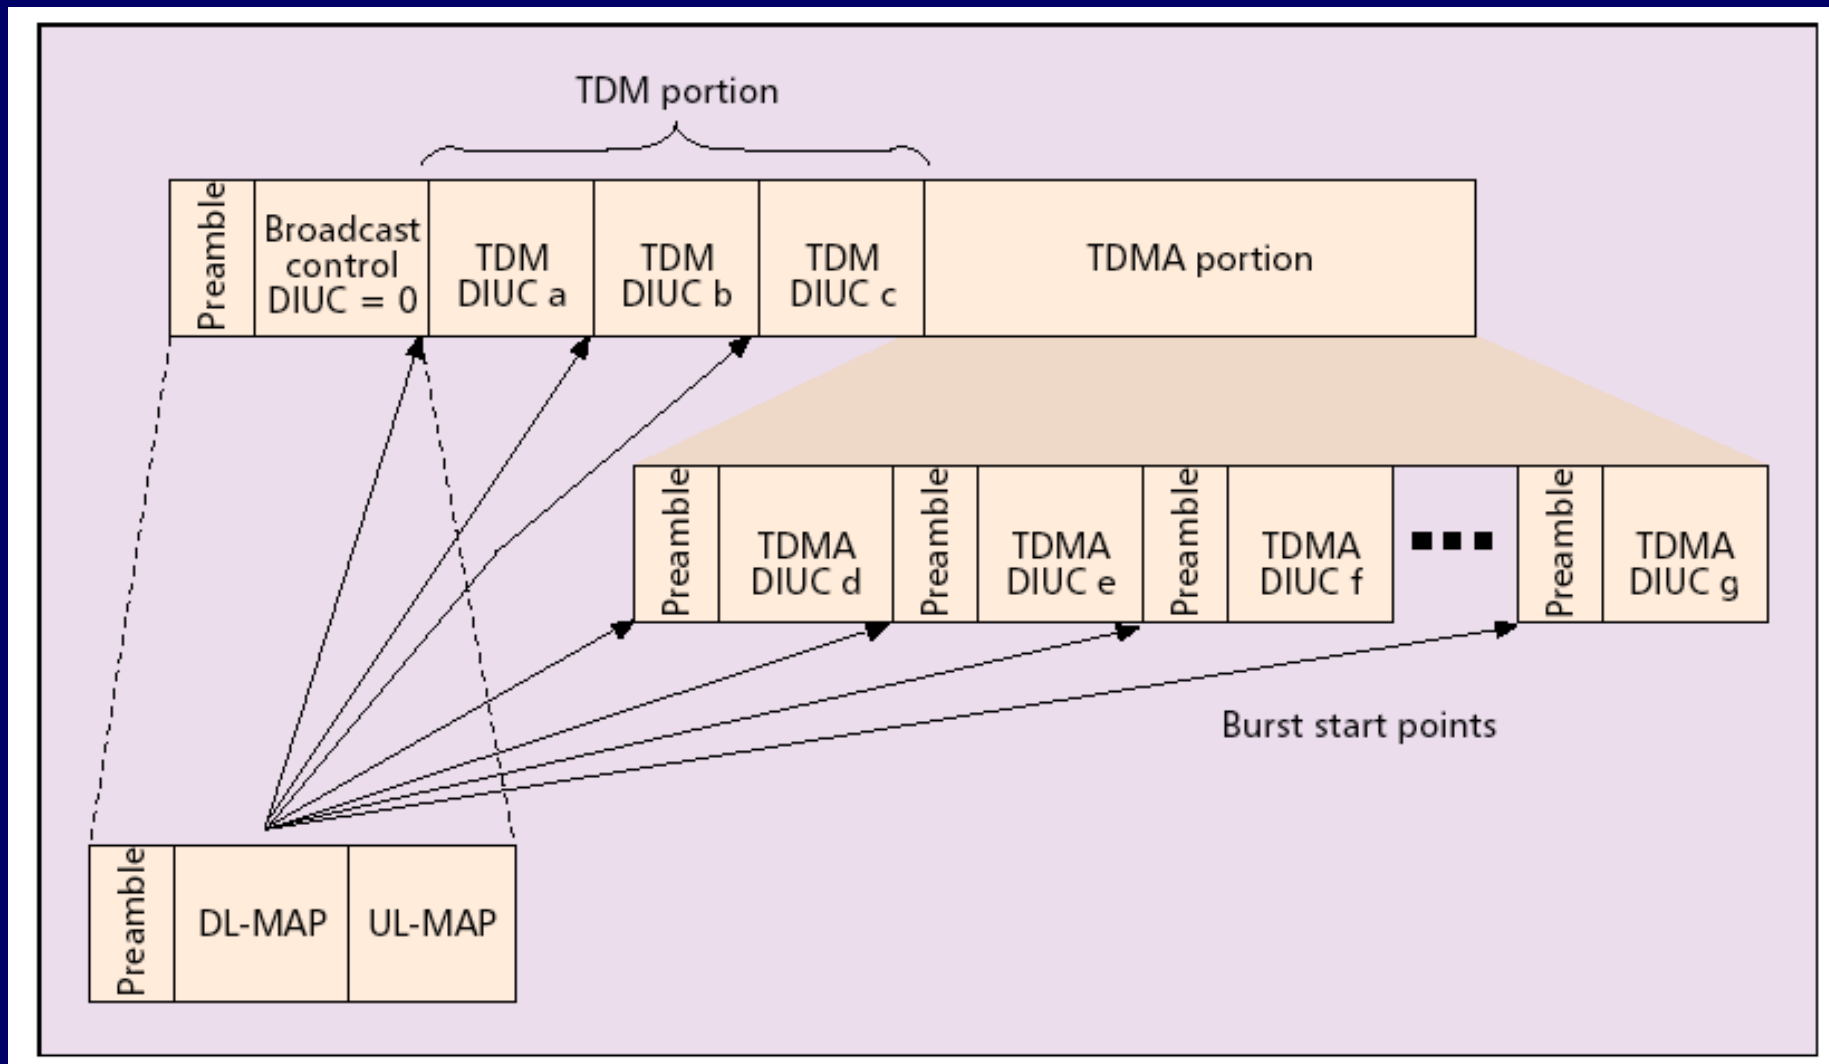 TDM portion
Preamble
Broadcast
control
DIUC = 0
TDM
DIUC a
TDM
DIUC b
TDM
DIUC c
TDMA portion
Preamble
TDMA
DIUC d
Preamble
TDMA
DIUC e
Preamble
TDMA
DIUC f
Preamble
TDMA
DIUC g
Burst start points
Preamble
DL-MAP
UL-MAP